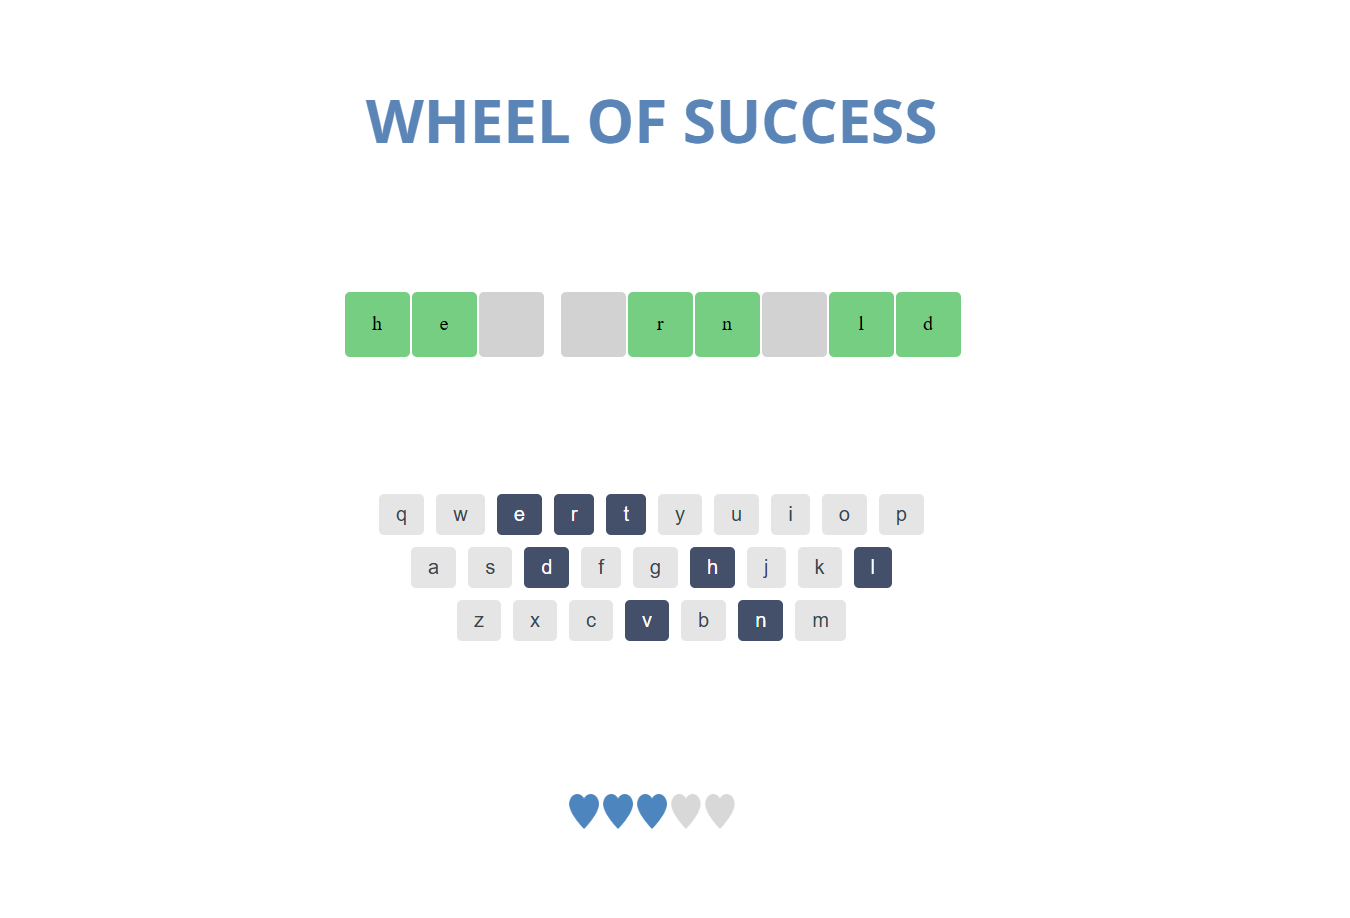 WHEEL OF SUCCESS
h e r n l d
q w e r t y u i o p
a s d f g h j k l
z x c v b n m